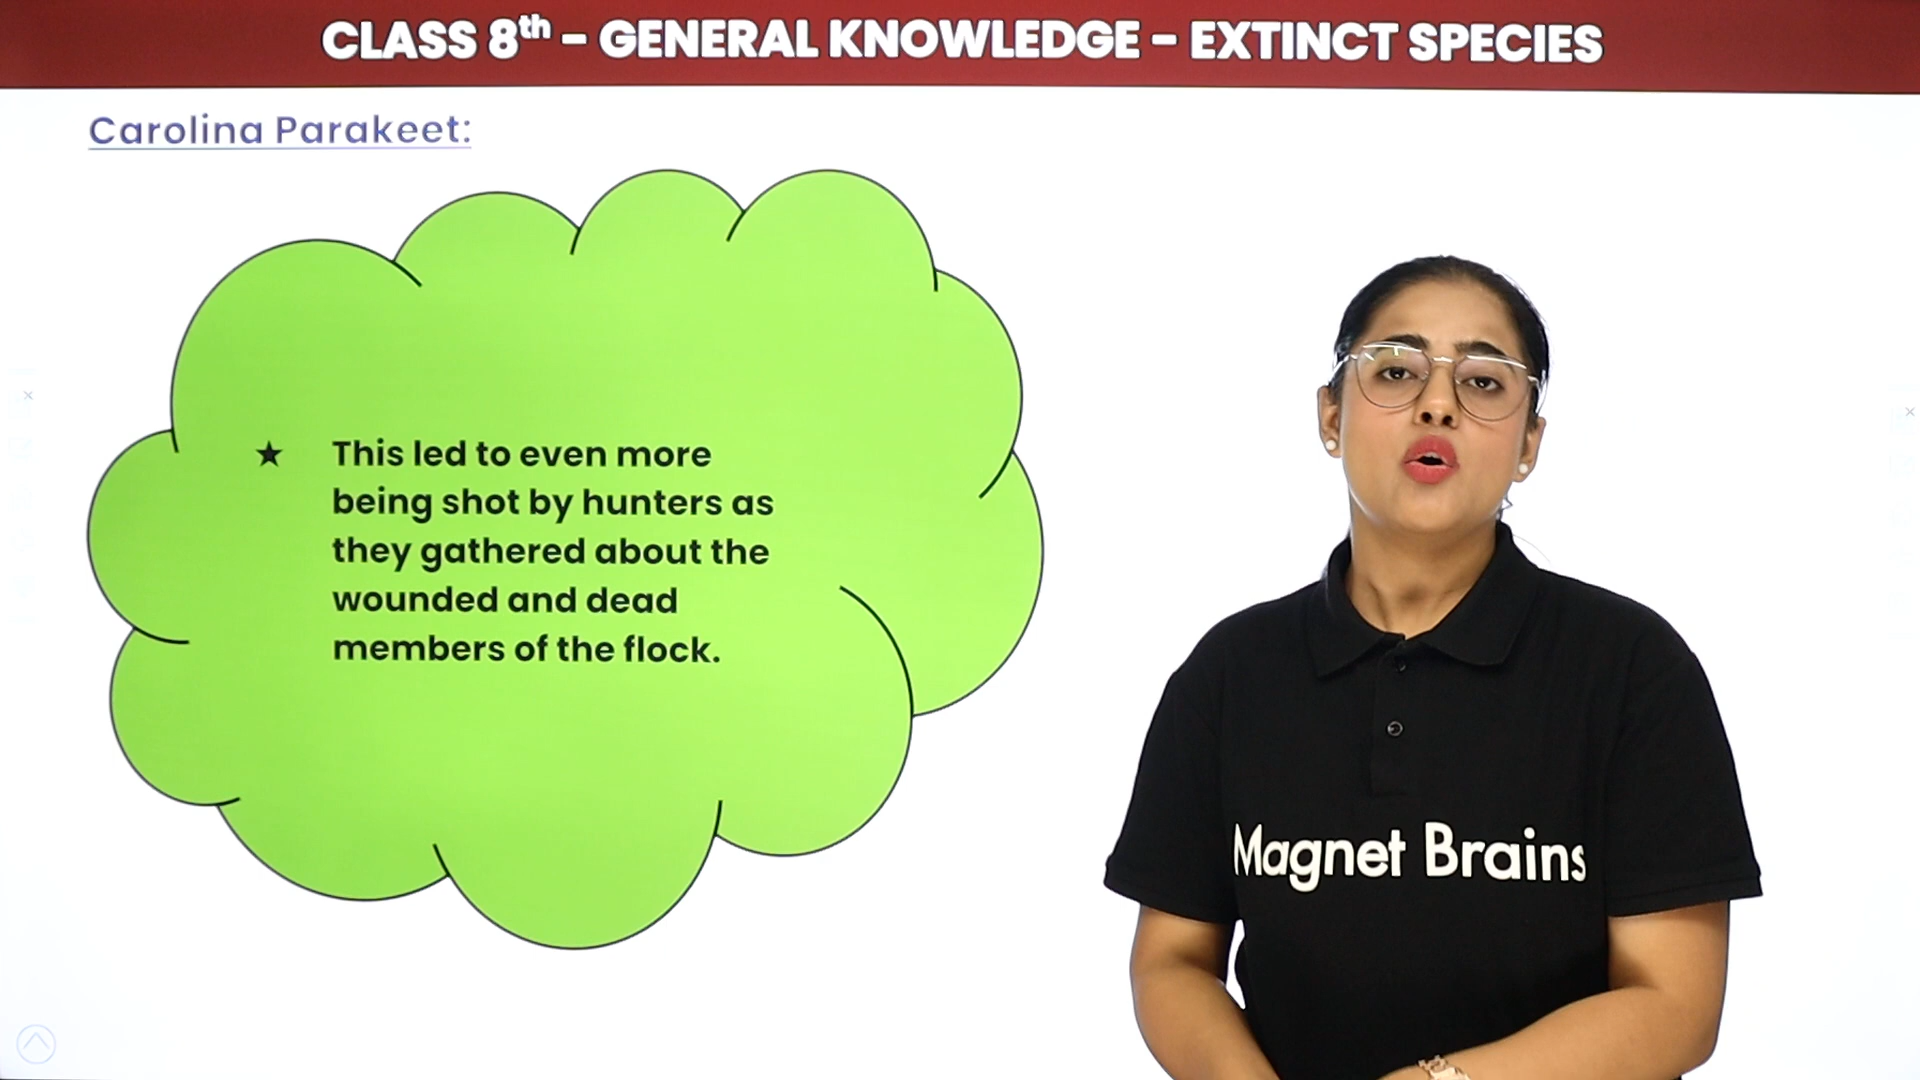 CLASS 8th - GENERAL KNOWLEDGE - EXTINCT SPECIES
Carolina Parakeet:
★ This led to even more
being shot by hunters as
they gathered about the
wounded and dead
members of the flock.
Magnet Brains